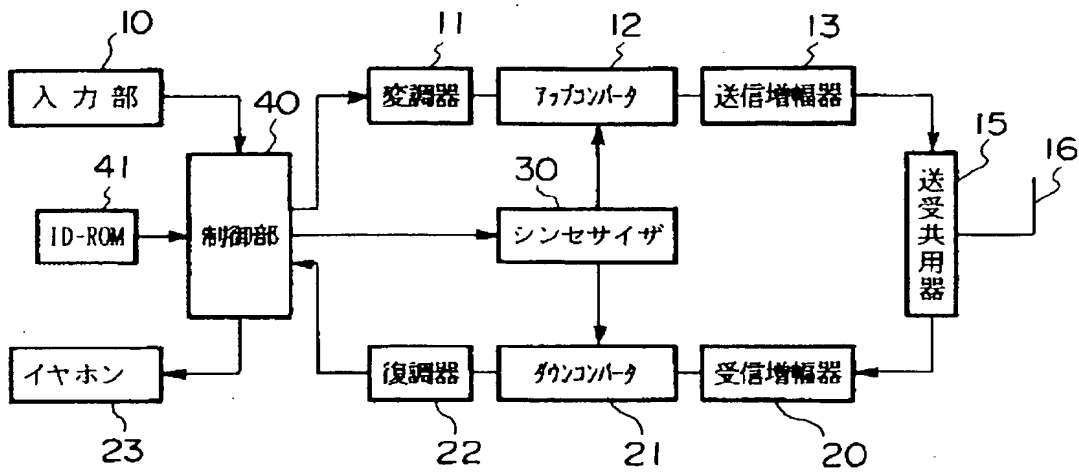 10
11
12
13
入力部
変調器
アップコンバータ
送信増幅器
40
15
41
30
16
ID-ROM
制御部
シンセサイザ
送受共用器
イヤホン
復調器
ダウンコンバータ
受信増幅器
23
22
21
20